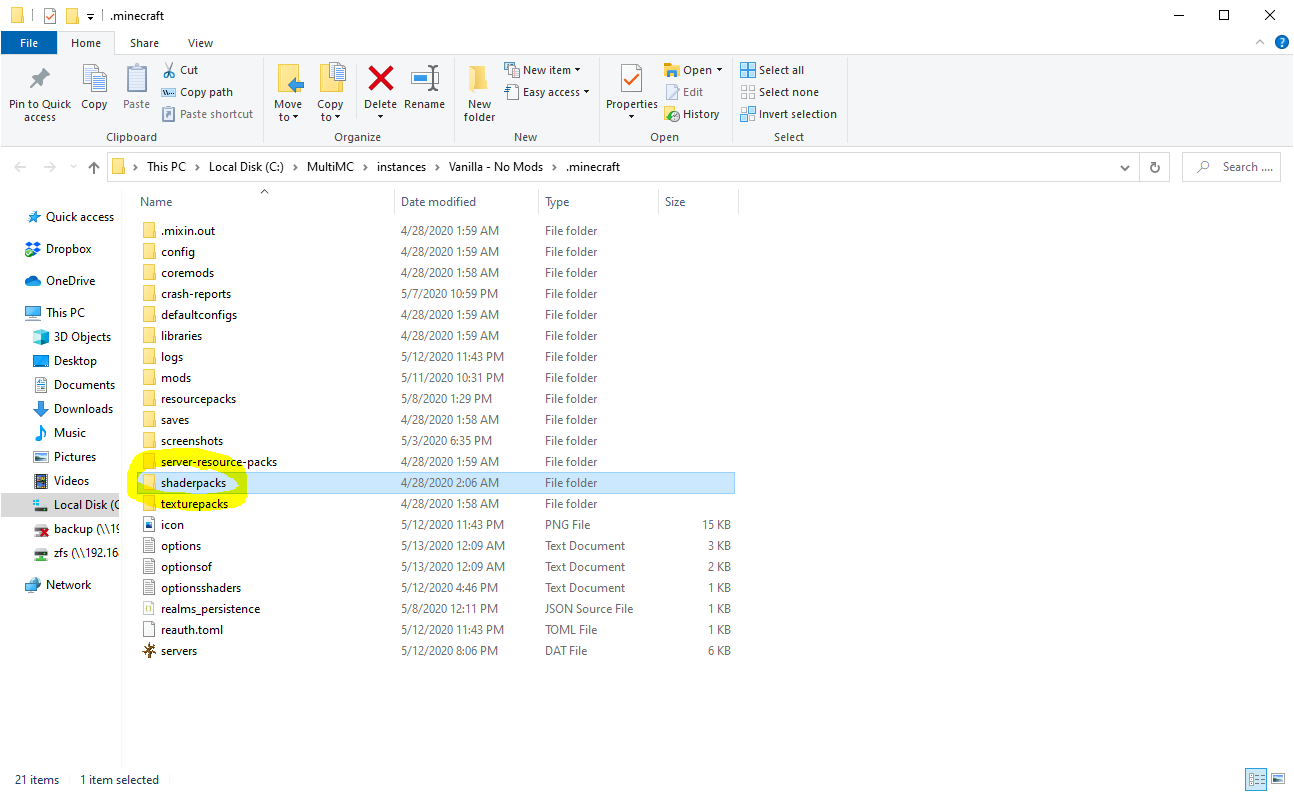 .minecraft
File Home Share View
Pin to Quick access
Copy
Paste
Cut
Copy path
Paste shortcut
Clipboard
Move to
Copy to
Delete
Rename
Organize
New folder
New item
Easy access
New
Properties
Open
Edit
History
Open
Select all
Select none
Invert selection
Select
This PC > Local Disk (C:) > MultiMC > instances > Vanilla - No Mods > .minecraft
Search ....
Quick access
Dropbox
OneDrive
This PC
3D Objects
Desktop
Documents
Downloads
Music
Pictures
Videos
Local Disk (C
backup (\\19
zfs (\\192.16
Network
Name Date modified Type Size
.mixin.out 4/28/2020 1:59 AM File folder
config 4/28/2020 1:59 AM File folder
coremods 4/28/2020 1:58 AM File folder
crash-reports 5/7/2020 10:59 PM File folder
defaultconfigs 4/28/2020 1:59 AM File folder
libraries 4/28/2020 1:59 AM File folder
logs 5/12/2020 11:43 PM File folder
mods 5/11/2020 10:31 PM File folder
resourcepacks 5/8/2020 1:29 PM File folder
saves 4/28/2020 1:58 AM File folder
screenshots 5/3/2020 6:35 PM File folder
server-resource-packs 4/28/2020 1:59 AM File folder
shaderpacks 4/28/2020 2:06 AM File folder
texturepacks 4/28/2020 1:58 AM File folder
icon 5/12/2020 11:43 PM PNG File 15 KB
options 5/13/2020 12:09 AM Text Document 3 KB
optionsof 5/13/2020 12:09 AM Text Document 2 KB
optionsshaders 5/12/2020 4:46 PM Text Document 1 KB
realms_persistence 5/8/2020 12:11 PM JSON Source File 1 KB
reauth.toml 5/12/2020 11:43 PM TOML File 1 KB
servers 5/12/2020 8:06 PM DAT File 6 KB
21 items 1 item selected